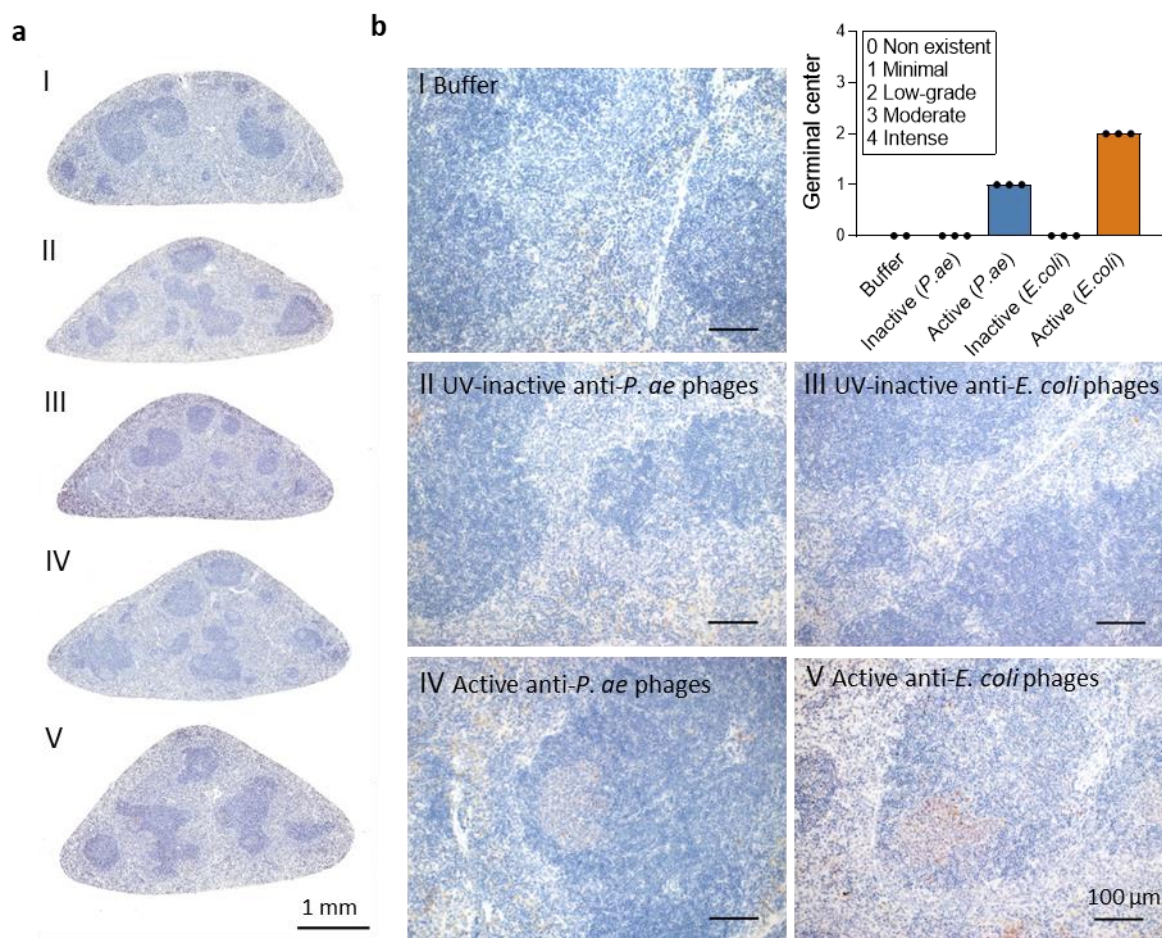 a
I
II
III
IV
V
1 mm
b
I Buffer
Germinal center
4
3
2
1
0
0 Non existent
1 Minimal
2 Low-grade
3 Moderate
4 Intense
Buffer
Inactive (P.ae)
Active (P.ae)
Inactive (E.coli)
Active (E.coli)
II UV-inactive anti-P. ae phages
III UV-inactive anti-E. coli phages
IV Active anti-P. ae phages
V Active anti-E. coli phages
100 µm